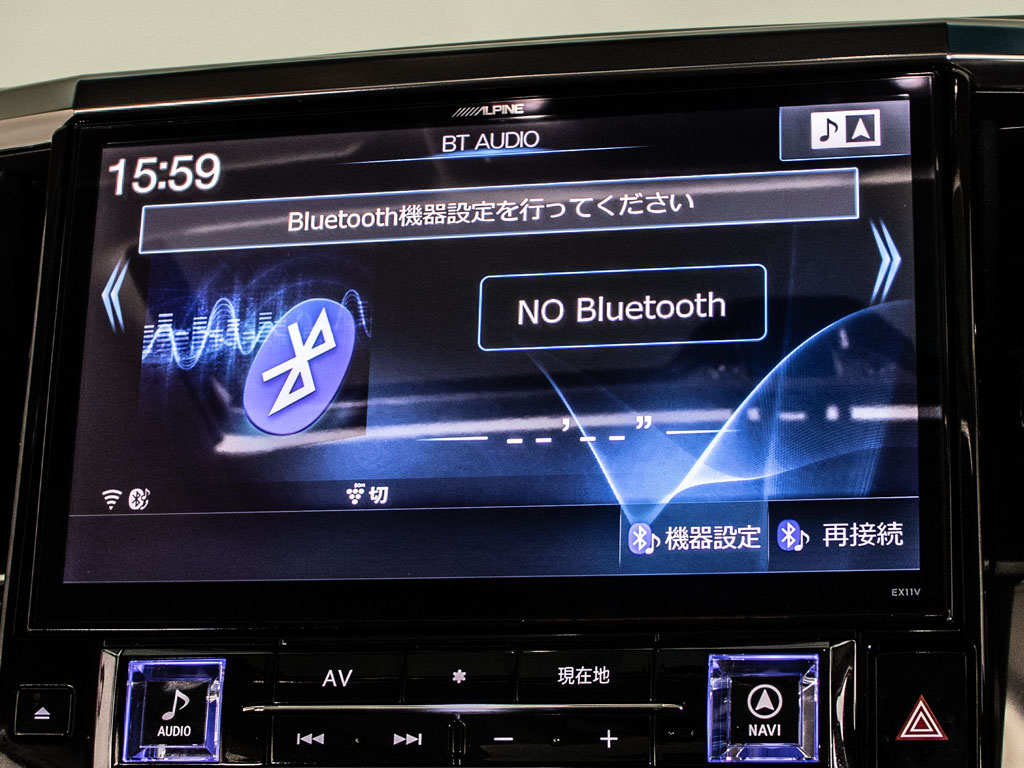 ALPINE
BT AUDIO
15:59
Bluetooth機器設定を行ってください
NO Bluetooth
_ _ ’ _ _ ”
切
機器設定
再接続
EX11V
AV
*
現在地
AUDIO
NAVI
− +